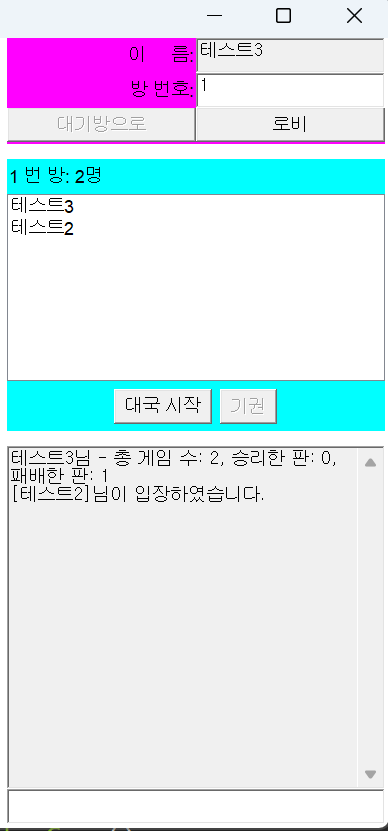 이 름: 테스트3
방 번호: 1
대기방으로 로비
1 번 방: 2명
테스트3
테스트2
대국 시작 기권
테스트3님 - 총 게임 수: 2, 승리한 판: 0,
패배한 판: 1
[테스트2]님이 입장하였습니다.